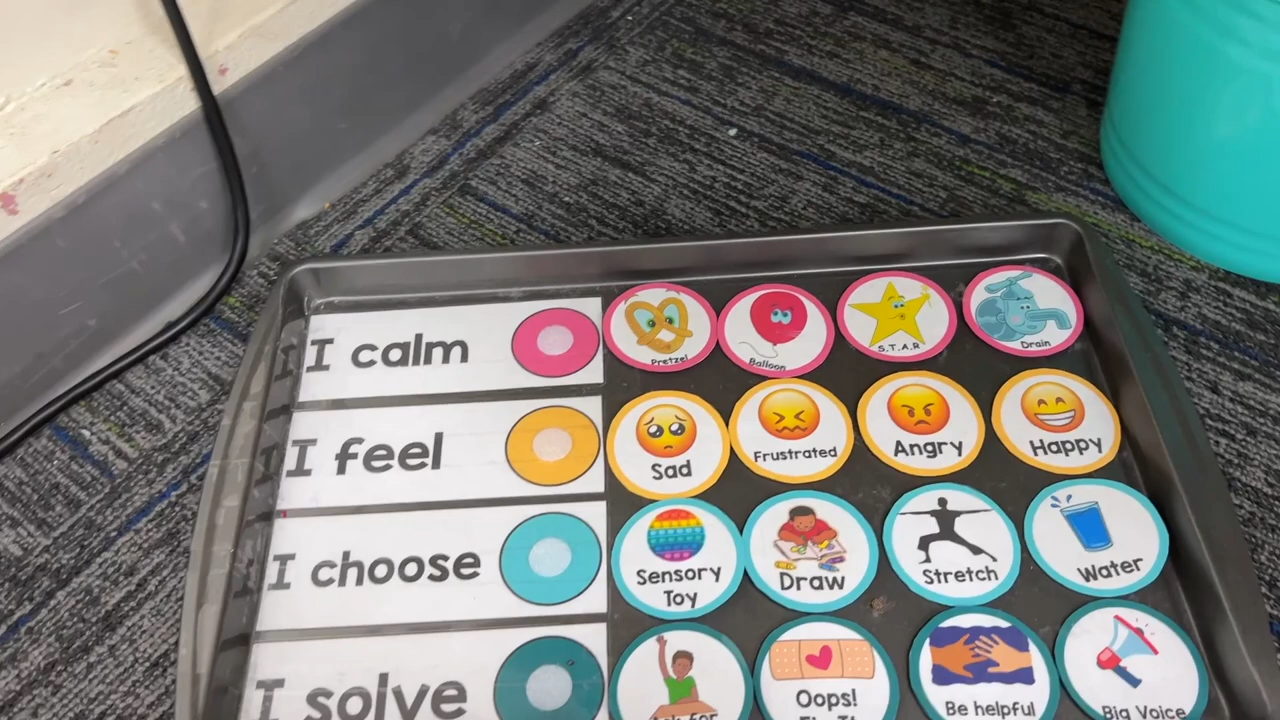 I calm
Pretzel
Balloon
S.T.A.R
Drain
I feel
Sad
Frustrated
Angry
Happy
I choose
Sensory
Toy
Draw
Stretch
Water
I solve
for
Oops!
Be helpful
Big Voice